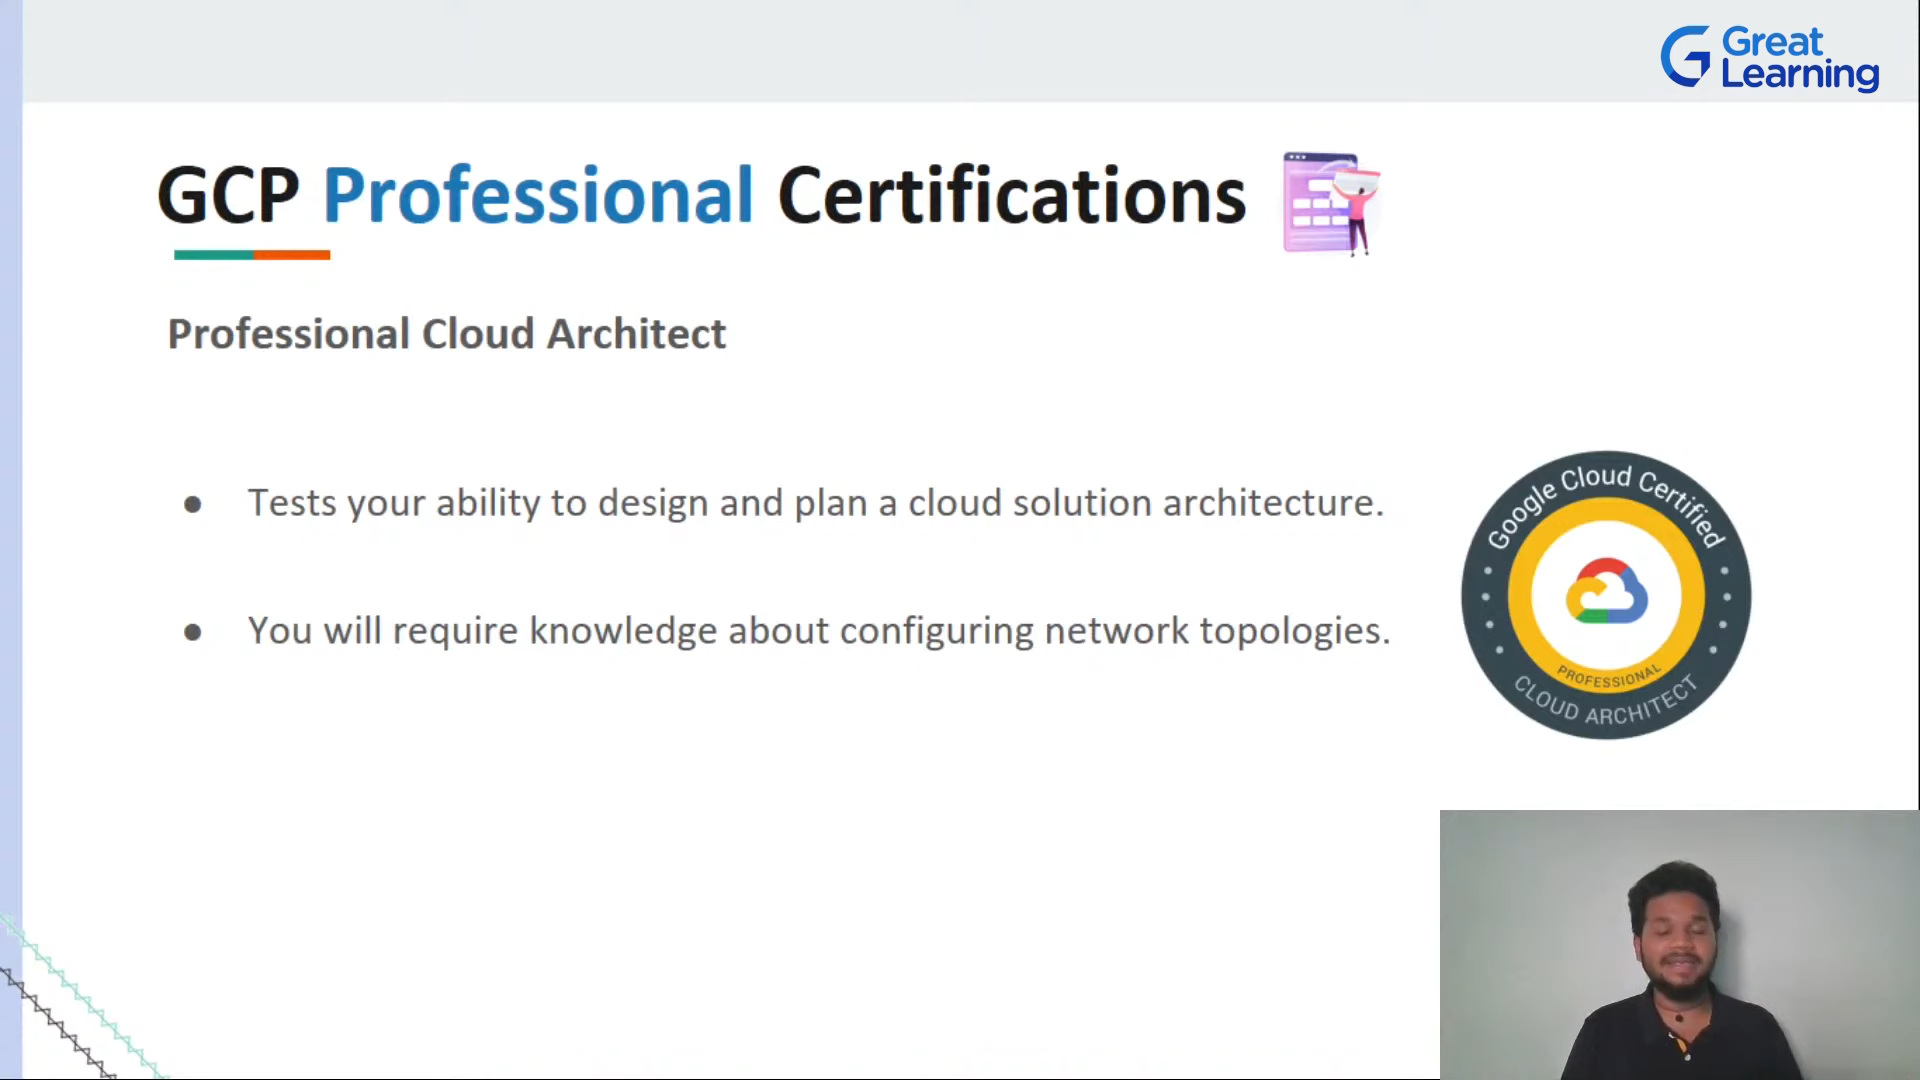 Great
Learning
GCP Professional Certifications
Professional Cloud Architect
● Tests your ability to design and plan a cloud solution architecture.
● You will require knowledge about configuring network topologies.
Google Cloud Certified
PROFESSIONAL
CLOUD ARCHITECT